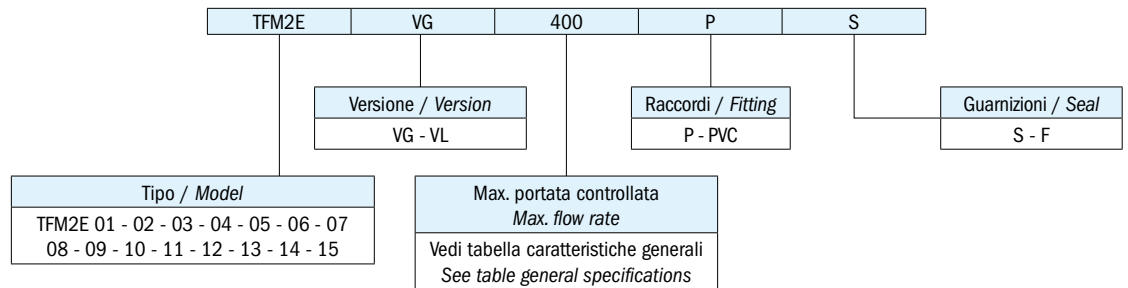 TFM2E VG 400 P S
Versione / Version
VG - VL
Raccordi / Fitting
P - PVC
Guarnizioni / Seal
S - F
Tipo / Model
TFM2E 01 - 02 - 03 - 04 - 05 - 06 - 07
08 - 09 - 10 - 11 - 12 - 13 - 14 - 15
Max. portata controllata
Max. flow rate
Vedi tabella caratteristiche generali
See table general specifications